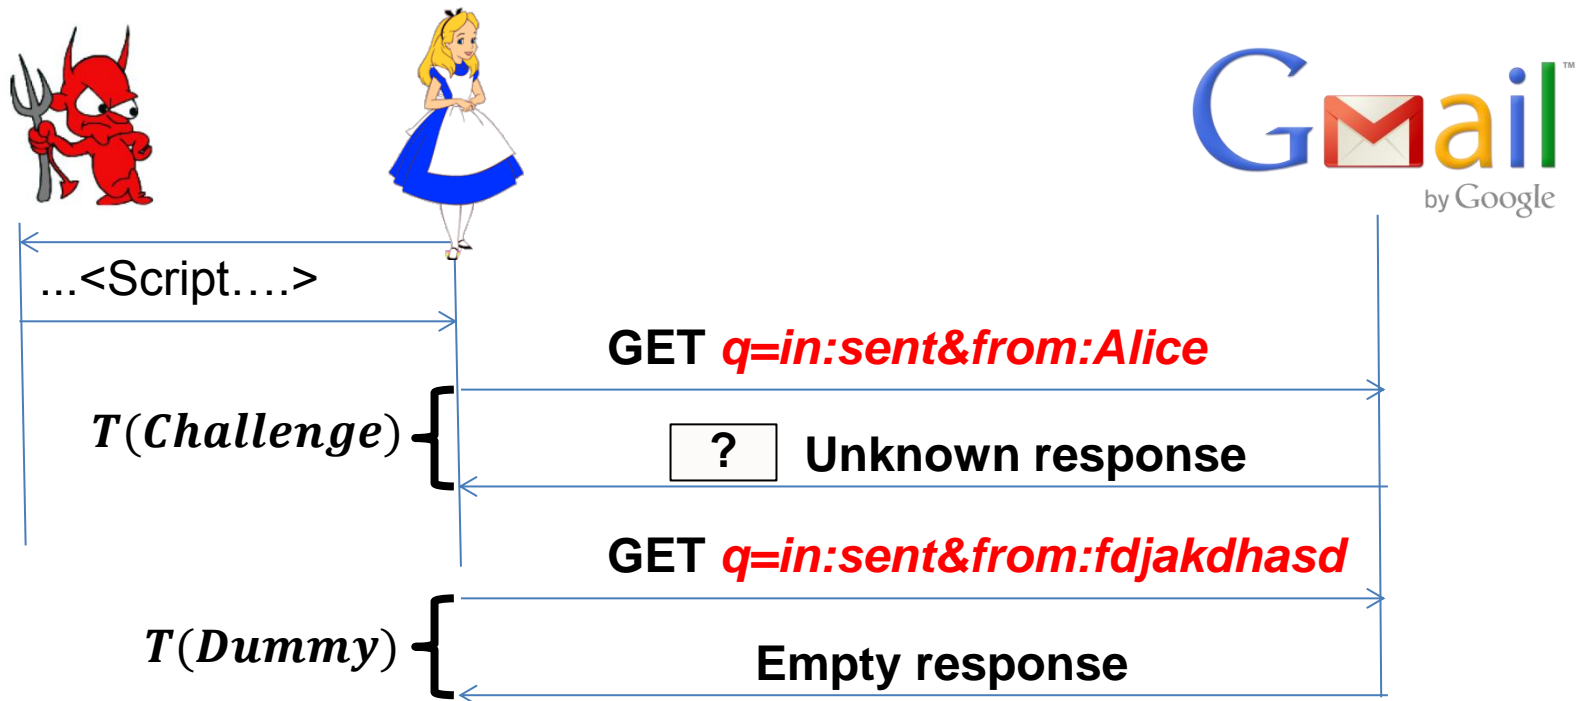 Gmail™
by Google
...<Script....>
GET q=in:sent&from:Alice
T(Challenge)
? Unknown response
GET q=in:sent&from:fdjakdhasd
T(Dummy)
Empty response